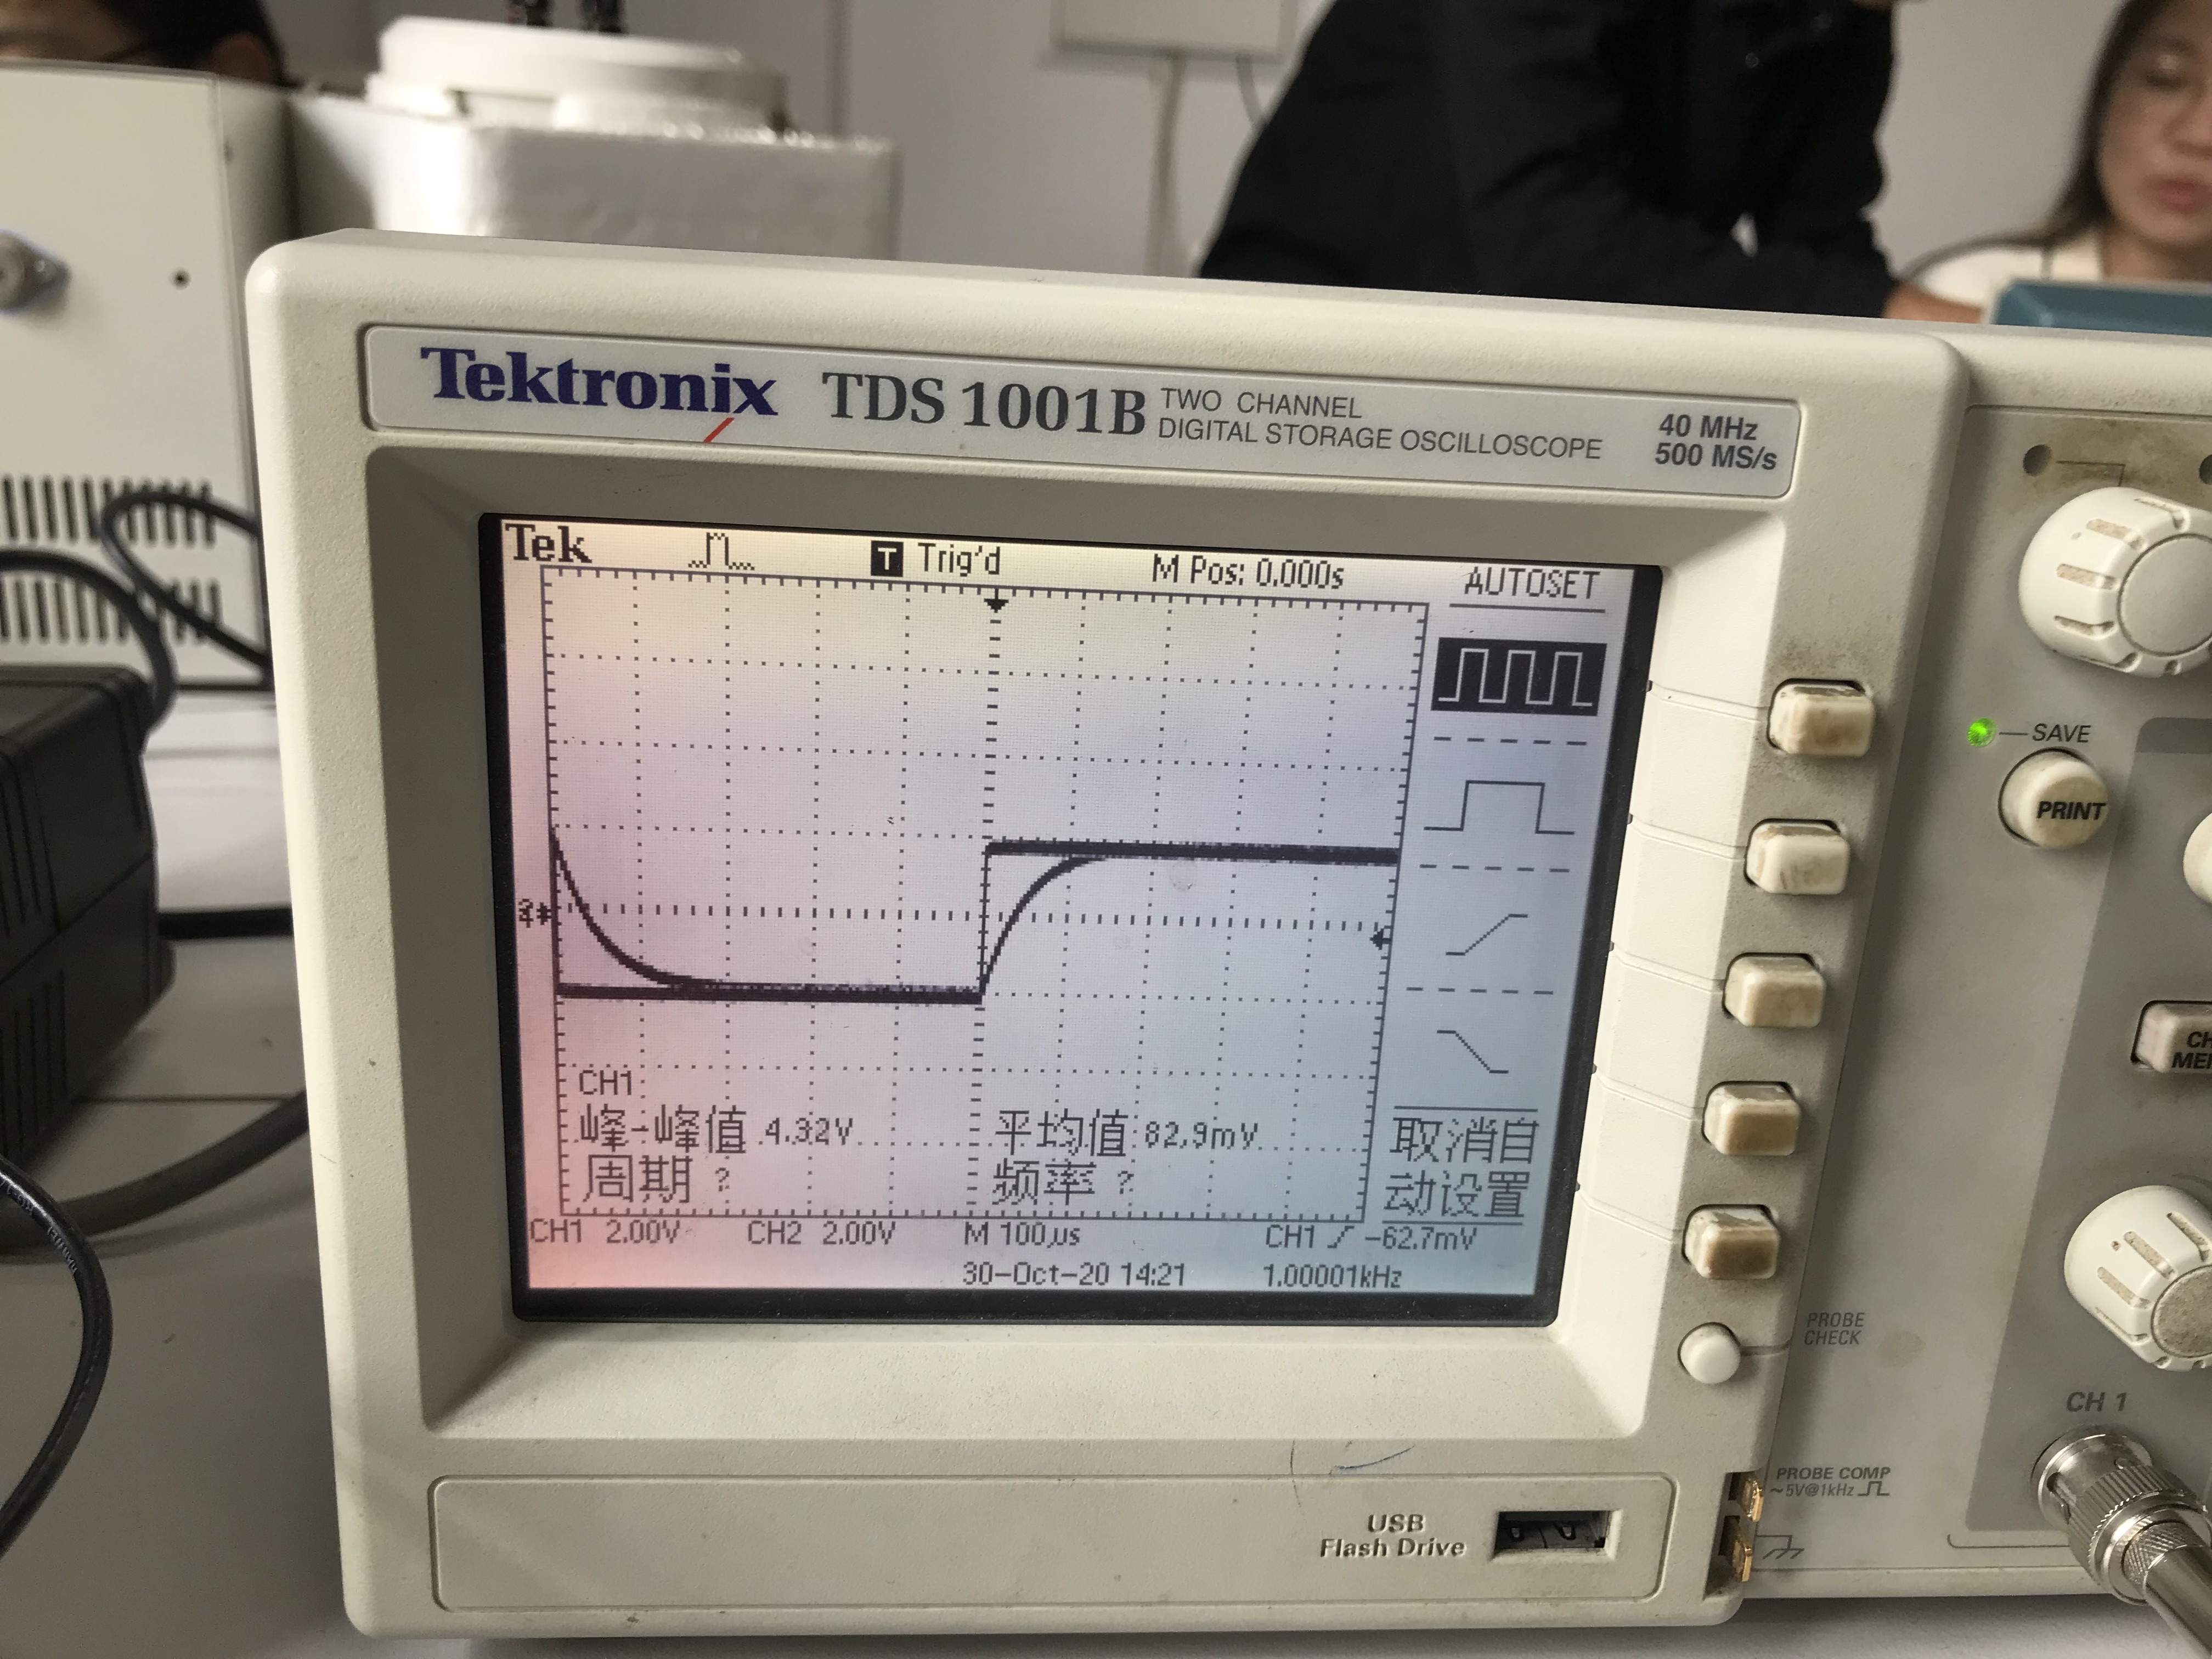 Tektronix TDS 1001B TWO CHANNEL DIGITAL STORAGE OSCILLOSCOPE
40 MHz
500 MS/s
Tek T Trig'd M Pos: 0.000s AUTOSET
SAVE
PRINT
CH1
峰-峰值 4.32V 平均值 82.9mV
周期 ? 频率 ?
取消自
动设置
CH1 2.00V CH2 2.00V M 100µs CH1 -62.7mV
30-Oct-20 14:21 1.00001kHz
PROBE
CHECK
CH 1
PROBE COMP
~5V@1kHz
USB
Flash Drive